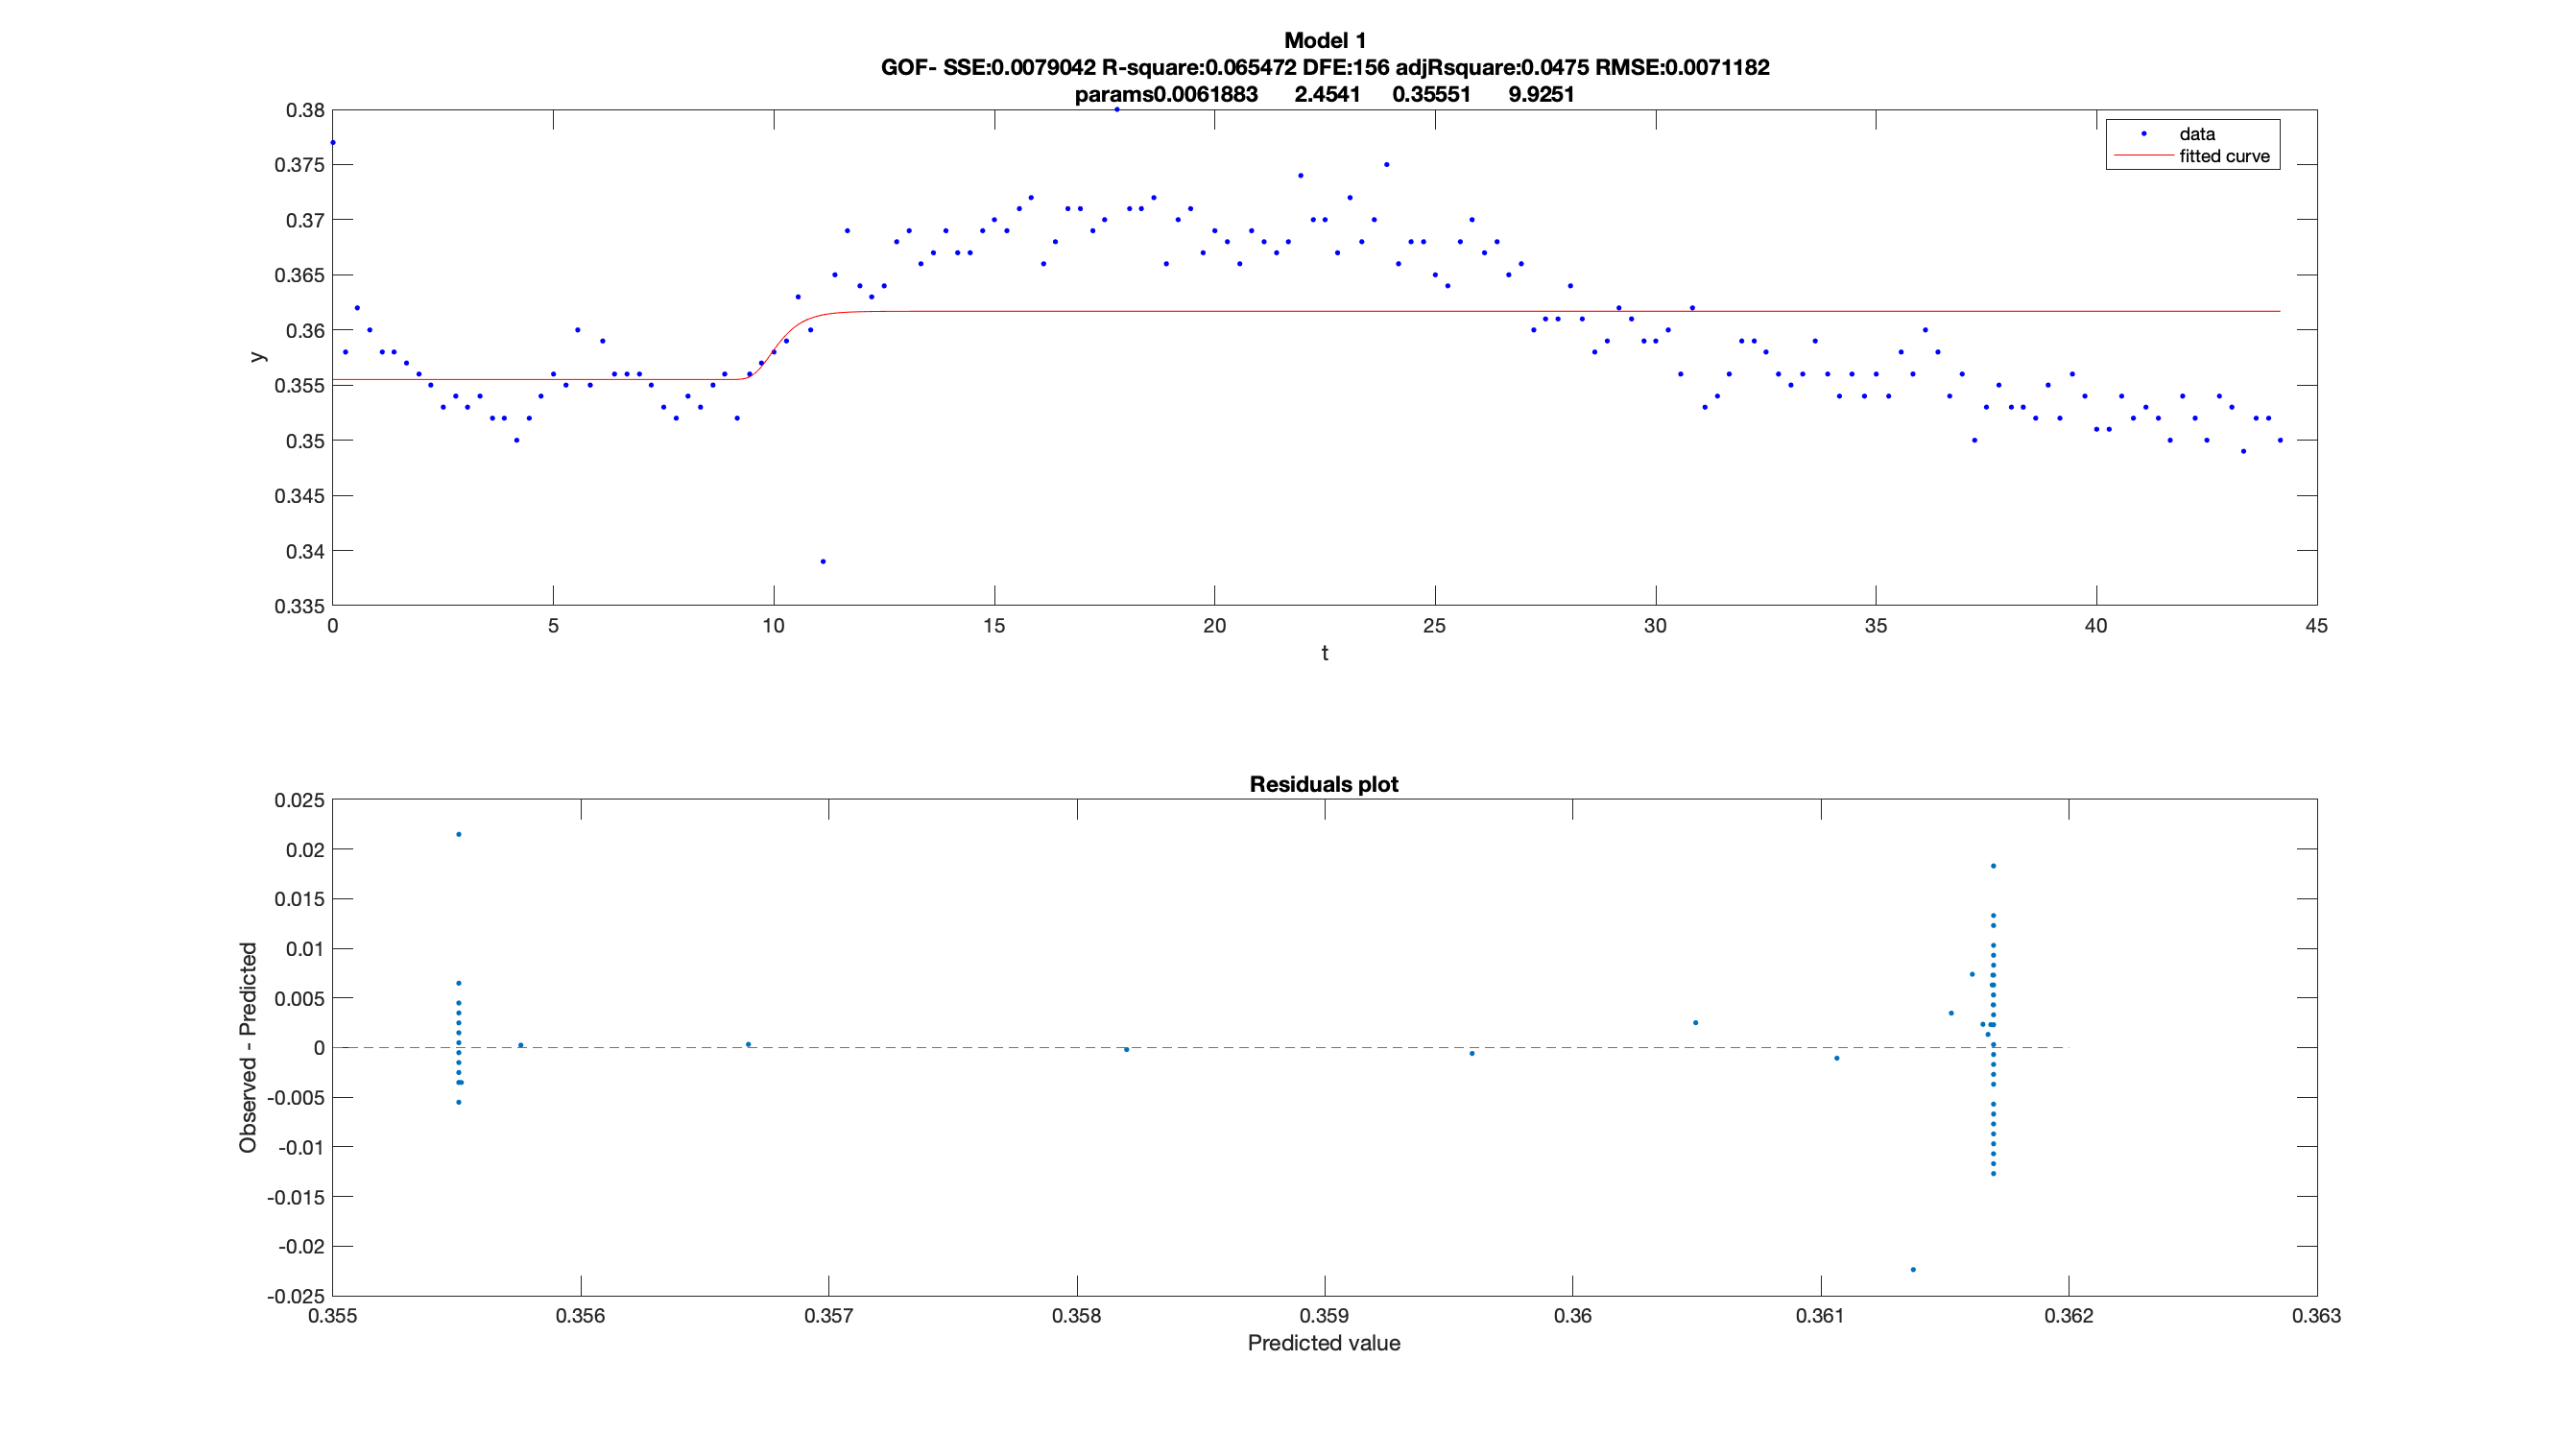 Model 1
GOF- SSE:0.0079042 R-square:0.065472 DFE:156 adjRsquare:0.0475 RMSE:0.0071182
params0.0061883 2.4541 0.35551 9.9251
0.38
0.375
0.37
0.365
0.36
0.355
0.35
0.345
0.34
0.335
y
data
fitted curve
0 5 10 15 20 25 30 35 40 45
t
Residuals plot
0.025
0.02
0.015
0.01
0.005
0
-0.005
-0.01
-0.015
-0.02
-0.025
Observed - Predicted
0.355 0.356 0.357 0.358 0.359 0.36 0.361 0.362 0.363
Predicted value